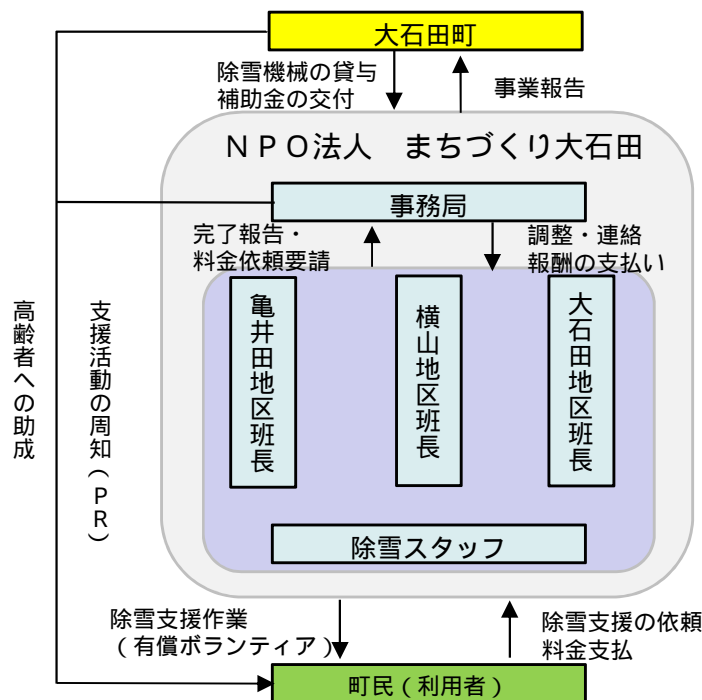 大石田町
除雪機械の貸与
補助金の交付
事業報告
NPO法人　まちづくり大石田
事務局
完了報告・
料金依頼要請
調整・連絡
報酬の支払い
亀井田地区班長
横山地区班長
大石田地区班長
高齢者への助成
支援活動の周知(PR)
除雪スタッフ
除雪支援作業
(有償ボランティア)
除雪支援の依頼
料金支払
町民(利用者)